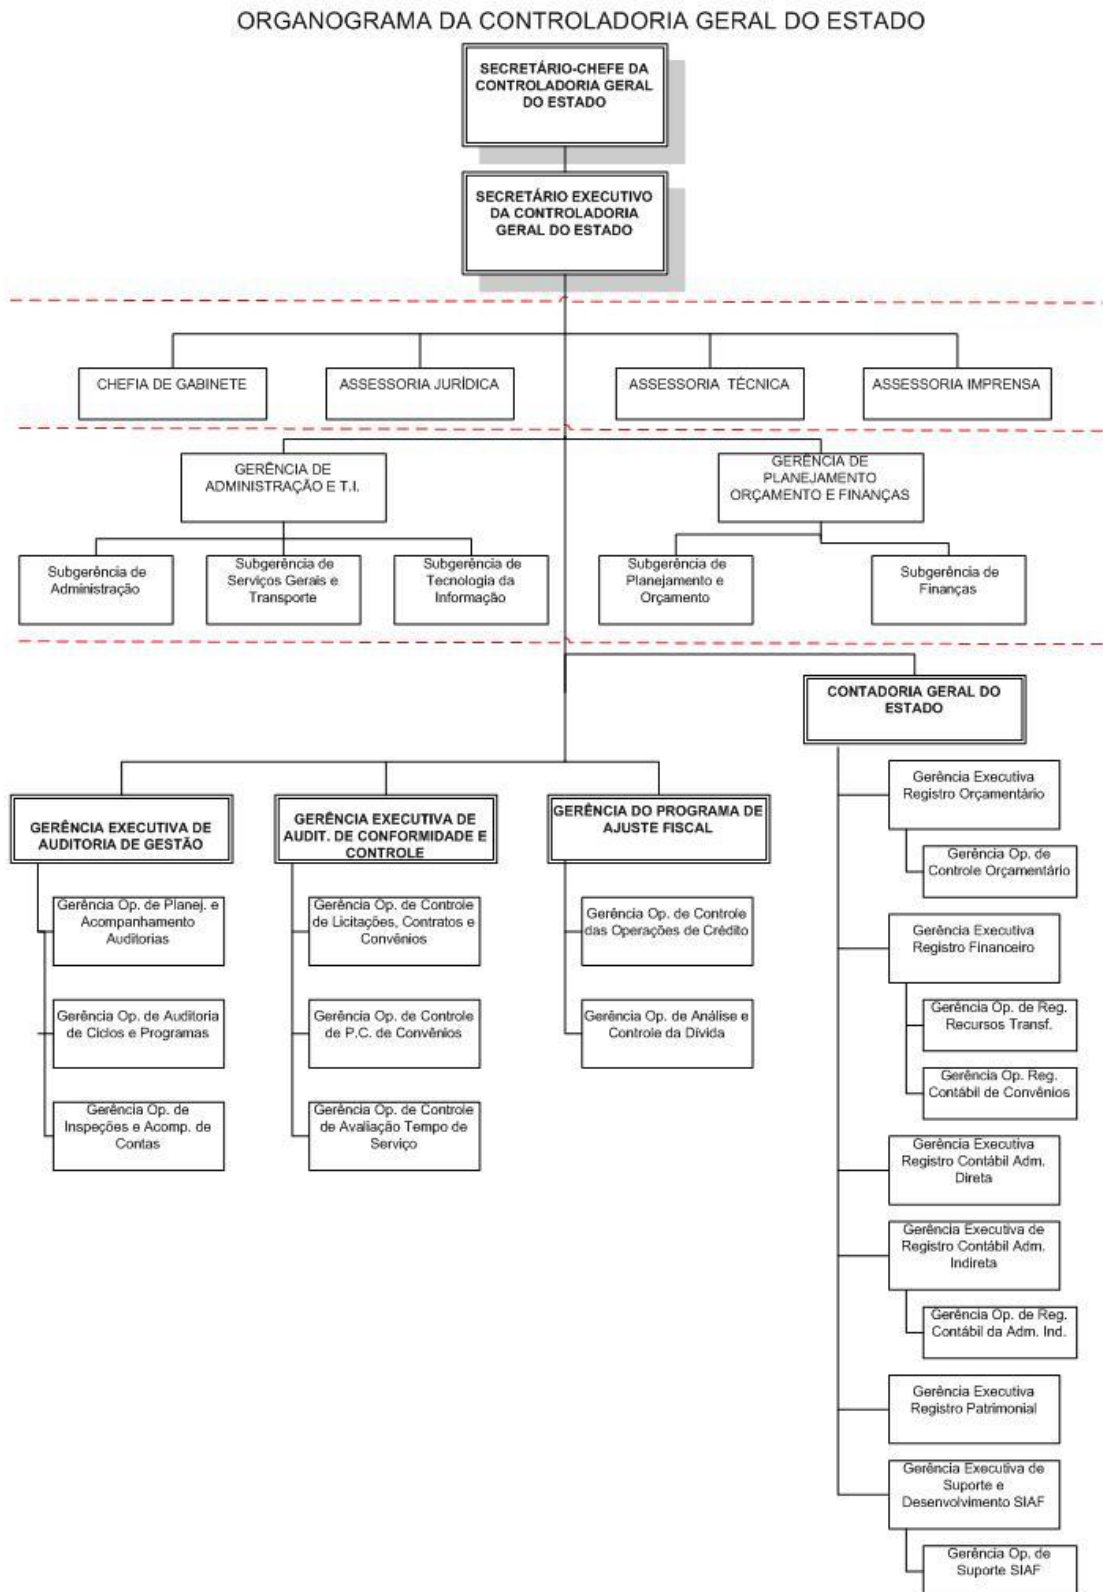 ORGANOGRAMA DA CONTROLADORIA GERAL DO ESTADO
SECRETÁRIO-CHEFE DA
CONTROLADORIA GERAL
DO ESTADO
SECRETÁRIO EXECUTIVO
DA CONTROLADORIA
GERAL DO ESTADO
CHEFIA DE GABINETE
ASSESSORIA JURÍDICA
ASSESSORIA TÉCNICA
ASSESSORIA IMPRENSA
GERÊNCIA DE
ADMINISTRAÇÃO E T.I.
GERÊNCIA DE
PLANEJAMENTO
ORÇAMENTO E FINANÇAS
Subgerência de
Administração
Subgerência de
Serviços Gerais e
Transporte
Subgerência de
Tecnologia da
Informação
Subgerência de
Planejamento e
Orçamento
Subgerência de
Finanças
CONTADORIA GERAL DO
ESTADO
GERÊNCIA EXECUTIVA DE
AUDITORIA DE GESTÃO
GERÊNCIA EXECUTIVA DE
AUDIT. DE CONFORMIDADE E
CONTROLE
GERÊNCIA DO PROGRAMA DE
AJUSTE FISCAL
Gerência Op. de Planej. e
Acompanhamento
Auditorias
Gerência Op. de Auditoria
de Ciclos e Programas
Gerência Op. de
Inspeções e Acomp. de
Contas
Gerência Op. de Controle
de Licitações, Contratos e
Convênios
Gerência Op. de Controle
de P.C. de Convênios
Gerência Op. de Controle
de Avaliação Tempo de
Serviço
Gerência Op. de Controle
das Operações de Crédito
Gerência Op. de Análise e
Controle da Dívida
Gerência Executiva
Registro Orçamentário
Gerência Op. de
Controle Orçamentário
Gerência Executiva
Registro Financeiro
Gerência Op. de Reg.
Recursos Transf.
Gerência Op. Reg.
Contábil de Convênios
Gerência Executiva
Registro Contábil Adm.
Direta
Gerência Executiva de
Registro Contábil Adm.
Indireta
Gerência Op. de Reg.
Contábil da Adm. Ind.
Gerência Executiva
Registro Patrimonial
Gerência Executiva de
Suporte e
Desenvolvimento SIAF
Gerência Op. de
Suporte SIAF